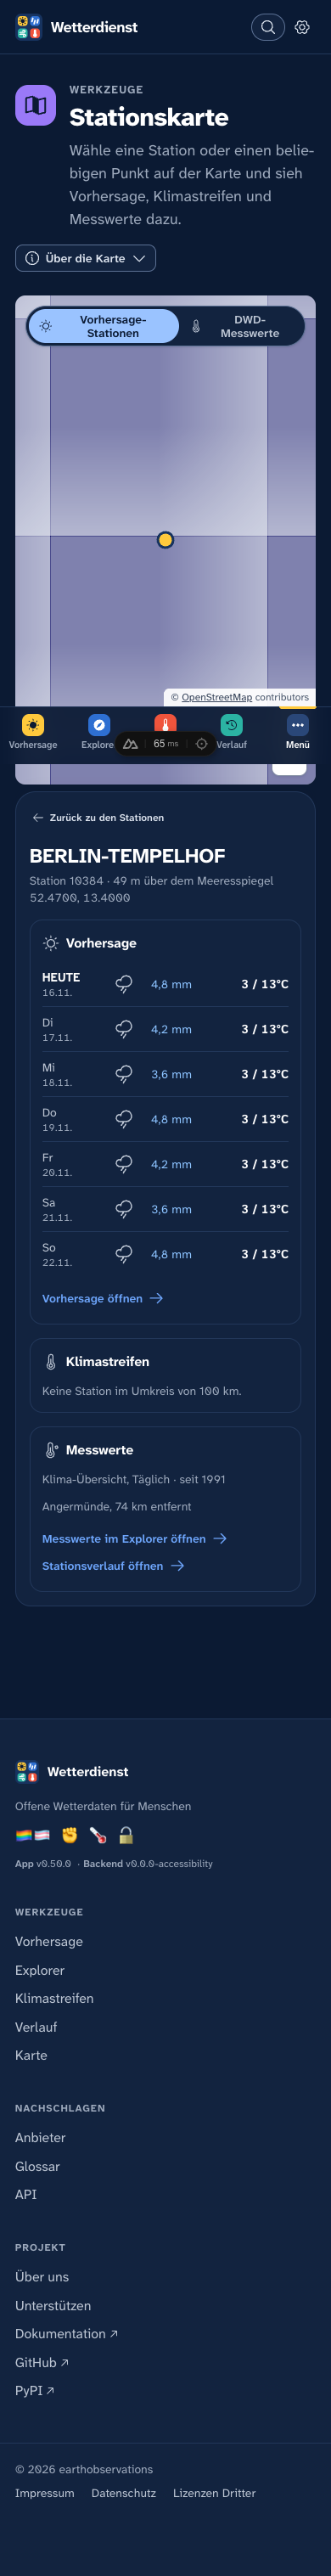 Wetterdienst
WERKZEUGE
Stationskarte
Wähle eine Station oder einen belie-
bigen Punkt auf der Karte und sieh
Vorhersage, Klimastreifen und
Messwerte dazu.
Über die Karte
Vorhersage-
Stationen
DWD-
Messwerte
© OpenStreetMap contributors
Vorhersage
Explorer
Verlauf
Menü
65 ms
Zurück zu den Stationen
BERLIN-TEMPELHOF
Station 10384 · 49 m über dem Meeresspiegel
52.4700, 13.4000
Vorhersage
HEUTE
16.11.
4,8 mm
3 / 13°C
Di
17.11.
4,2 mm
3 / 13°C
Mi
18.11.
3,6 mm
3 / 13°C
Do
19.11.
4,8 mm
3 / 13°C
Fr
20.11.
4,2 mm
3 / 13°C
Sa
21.11.
3,6 mm
3 / 13°C
So
22.11.
4,8 mm
3 / 13°C
Vorhersage öffnen
Klimastreifen
Keine Station im Umkreis von 100 km.
Messwerte
Klima-Übersicht, Täglich · seit 1991
Angermünde, 74 km entfernt
Messwerte im Explorer öffnen
Stationsverlauf öffnen
Wetterdienst
Offene Wetterdaten für Menschen
App v0.50.0 · Backend v0.0.0-accessibility
WERKZEUGE
Vorhersage
Explorer
Klimastreifen
Verlauf
Karte
NACHSCHLAGEN
Anbieter
Glossar
API
PROJEKT
Über uns
Unterstützen
Dokumentation
GitHub
PyPI
© 2026 earthobservations
Impressum Datenschutz Lizenzen Dritter